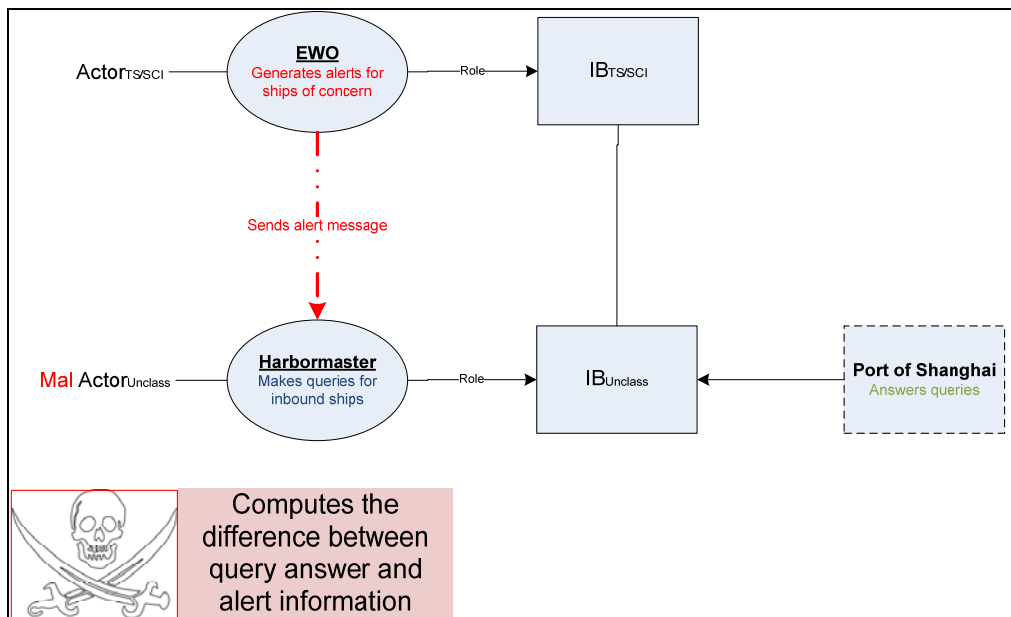 EWO
Generates alerts for
ships of concern
ActorTS/SCI
Role
IBTS/SCI
Sends alert message
Harbormaster
Makes queries for
inbound ships
Mal ActorUnclass
Role
IBUnclass
Port of Shanghai
Answers queries
Computes the
difference between
query answer and
alert information